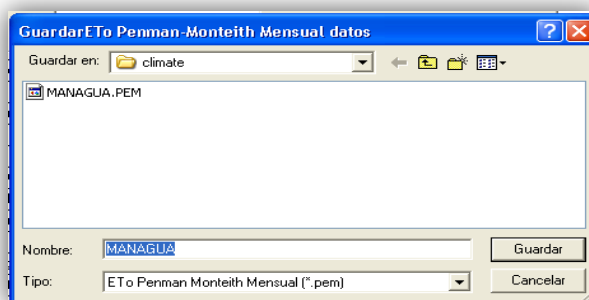 GuardarETo Penman-Monteith Mensual datos
Guardar en: climate
MANAGUA.PEM
Nombre: MANAGUA Guardar
Tipo: ETo Penman Monteith Mensual (*.pem) Cancelar